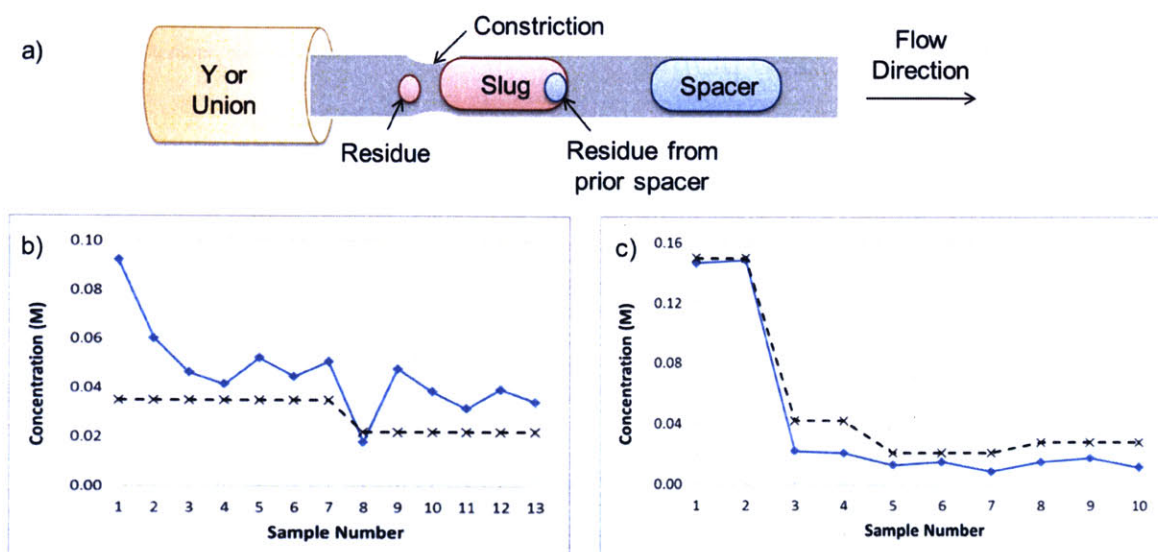 a)
Constriction
Flow
Direction
Y or
Union
Slug
Spacer
Residue
Residue from
prior spacer
b)
0.10
0.08
0.06
0.04
0.02
0.00
Concentration (M)
1 2 3 4 5 6 7 8 9 10 11 12 13
Sample Number
c)
0.16
0.12
0.08
0.04
0.00
Concentration (M)
1 2 3 4 5 6 7 8 9 10
Sample Number